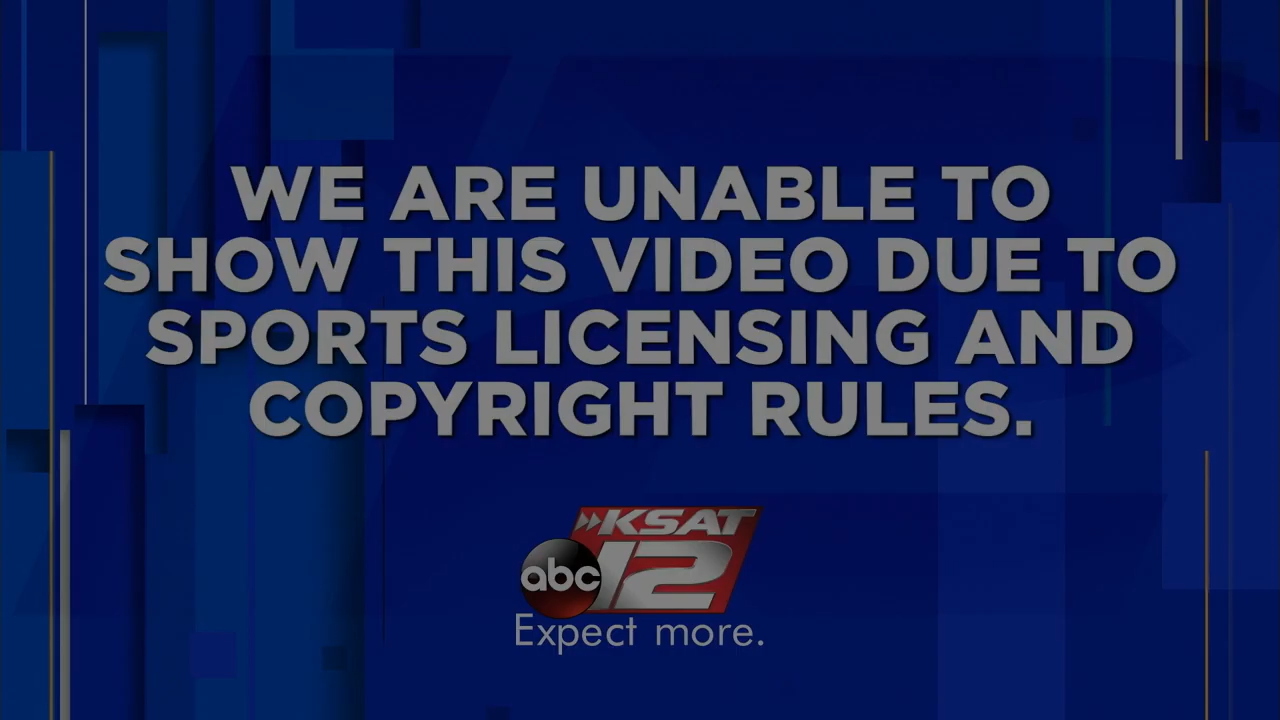 WE ARE UNABLE TO
SHOW THIS VIDEO DUE TO
SPORTS LICENSING AND
COPYRIGHT RULES.
KSAT
abc 12
Expect more.